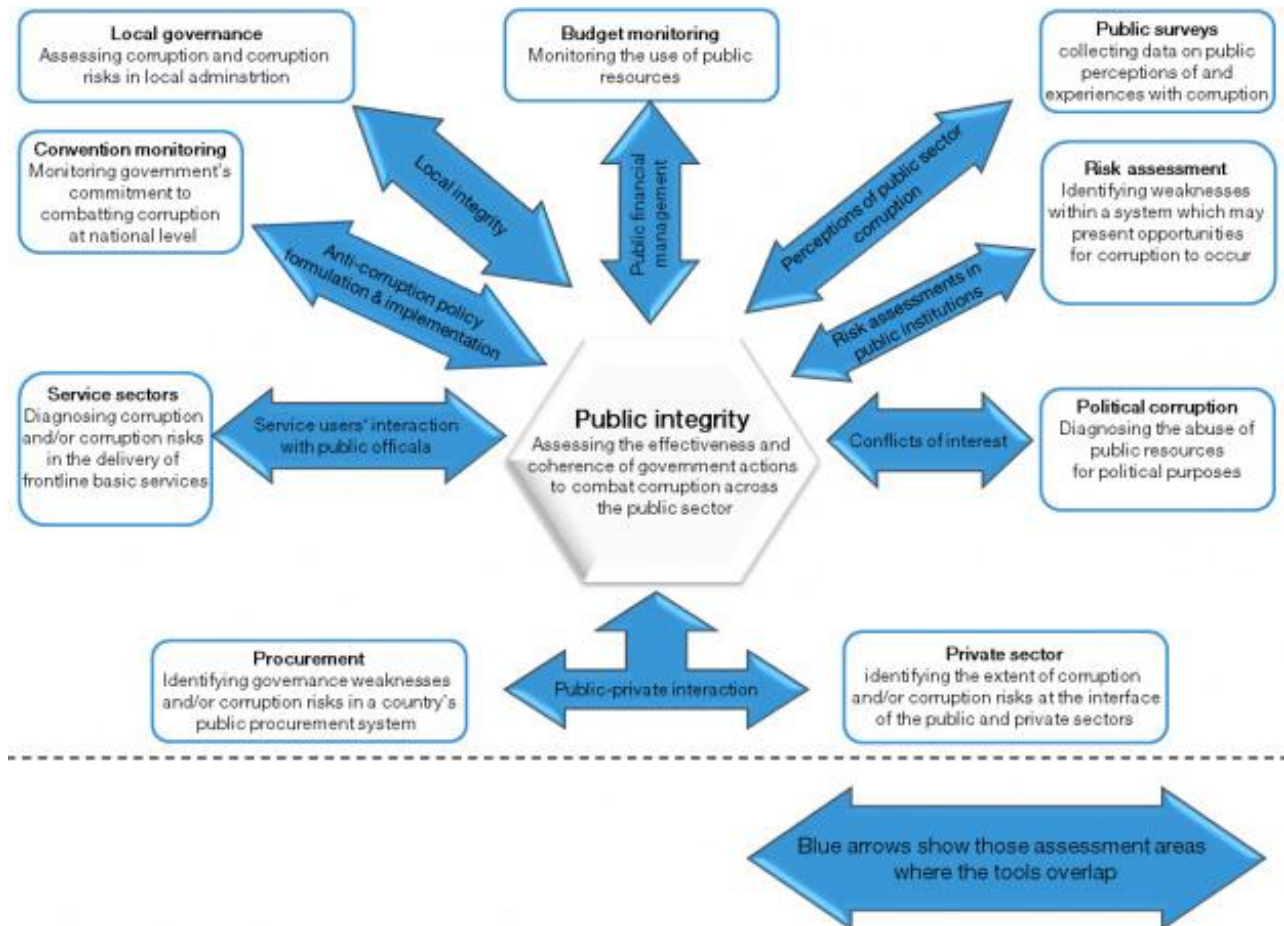 Local governance
Assessing corruption and corruption
risks in local adminstrtion
Budget monitoring
Monitoring the use of public
resources
Public surveys
collecting data on public
perceptions of and
experiences with corruption
Convention monitoring
Monitoring government's
commitment to
combatting corruption
at national level
Risk assessment
Identifying weaknesses
within a system which may
present opportunities
for corruption to occur
Local integrity
Public financial
management
Perceptions of public sector
corruption
Anti-corruption policy
formulation & implementation
Risk assessments in
public institutions
Service sectors
Diagnosing corruption
and/or corruption risks
in the delivery of
frontline basic services
Service users' interaction
with public officals
Public integrity
Assessing the effectiveness and
coherence of government actions
to combat corruption across
the public sector
Conflicts of interest
Political corruption
Diagnosing the abuse of
public resources
for political purposes
Procurement
Identifying governance weaknesses
and/or corruption risks in a country's
public procurement system
Public-private interaction
Private sector
identifying the extent of corruption
and/or corruption risks at the interface
of the public and private sectors
Blue arrows show those assessment areas
where the tools overlap